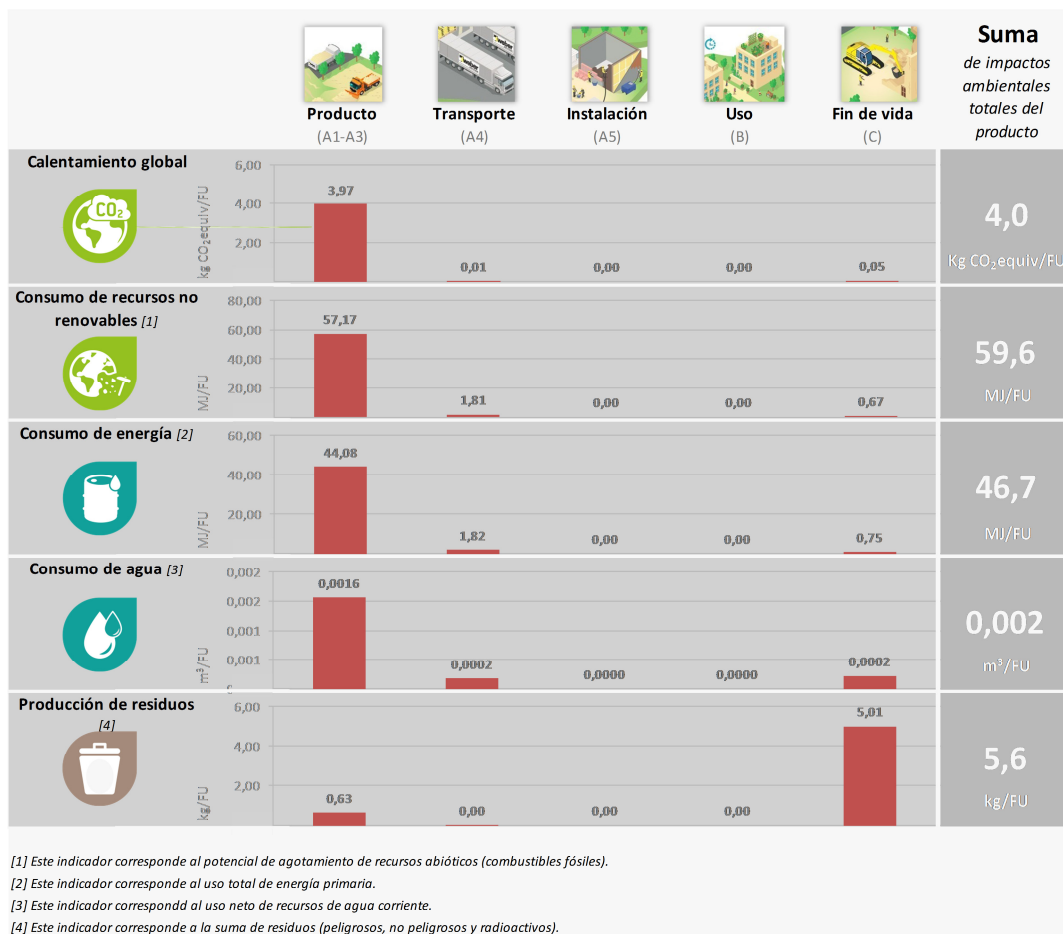 Suma
de impactos
ambientales
totales del
producto
Producto
Transporte
Instalación
Uso
Fin de vida
(A1-A3)
(A4)
(A5)
(B)
(C)
Calentamiento global
CO₂
kg CO₂equiv/FU
6,00
4,00
2,00
3,97
0,01
0,00
0,00
0,05
4,0
Kg CO₂equiv/FU
Consumo de recursos no
renovables [1]
MJ/FU
80,00
60,00
40,00
20,00
57,17
1,81
0,00
0,00
0,67
59,6
MJ/FU
Consumo de energía [2]
MJ/FU
60,00
40,00
20,00
44,08
1,82
0,00
0,00
0,75
46,7
MJ/FU
Consumo de agua [3]
m³/FU
0,002
0,002
0,001
0,001
0,0016
0,0002
0,0000
0,0000
0,0002
0,002
m³/FU
Producción de residuos
[4]
kg/FU
6,00
4,00
2,00
0,63
0,00
0,00
0,00
5,01
5,6
kg/FU
[1] Este indicador corresponde al potencial de agotamiento de recursos abióticos (combustibles fósiles).
[2] Este indicador corresponde al uso total de energía primaria.
[3] Este indicador correspondd al uso neto de recursos de agua corriente.
[4] Este indicador corresponde a la suma de residuos (peligrosos, no peligrosos y radioactivos).